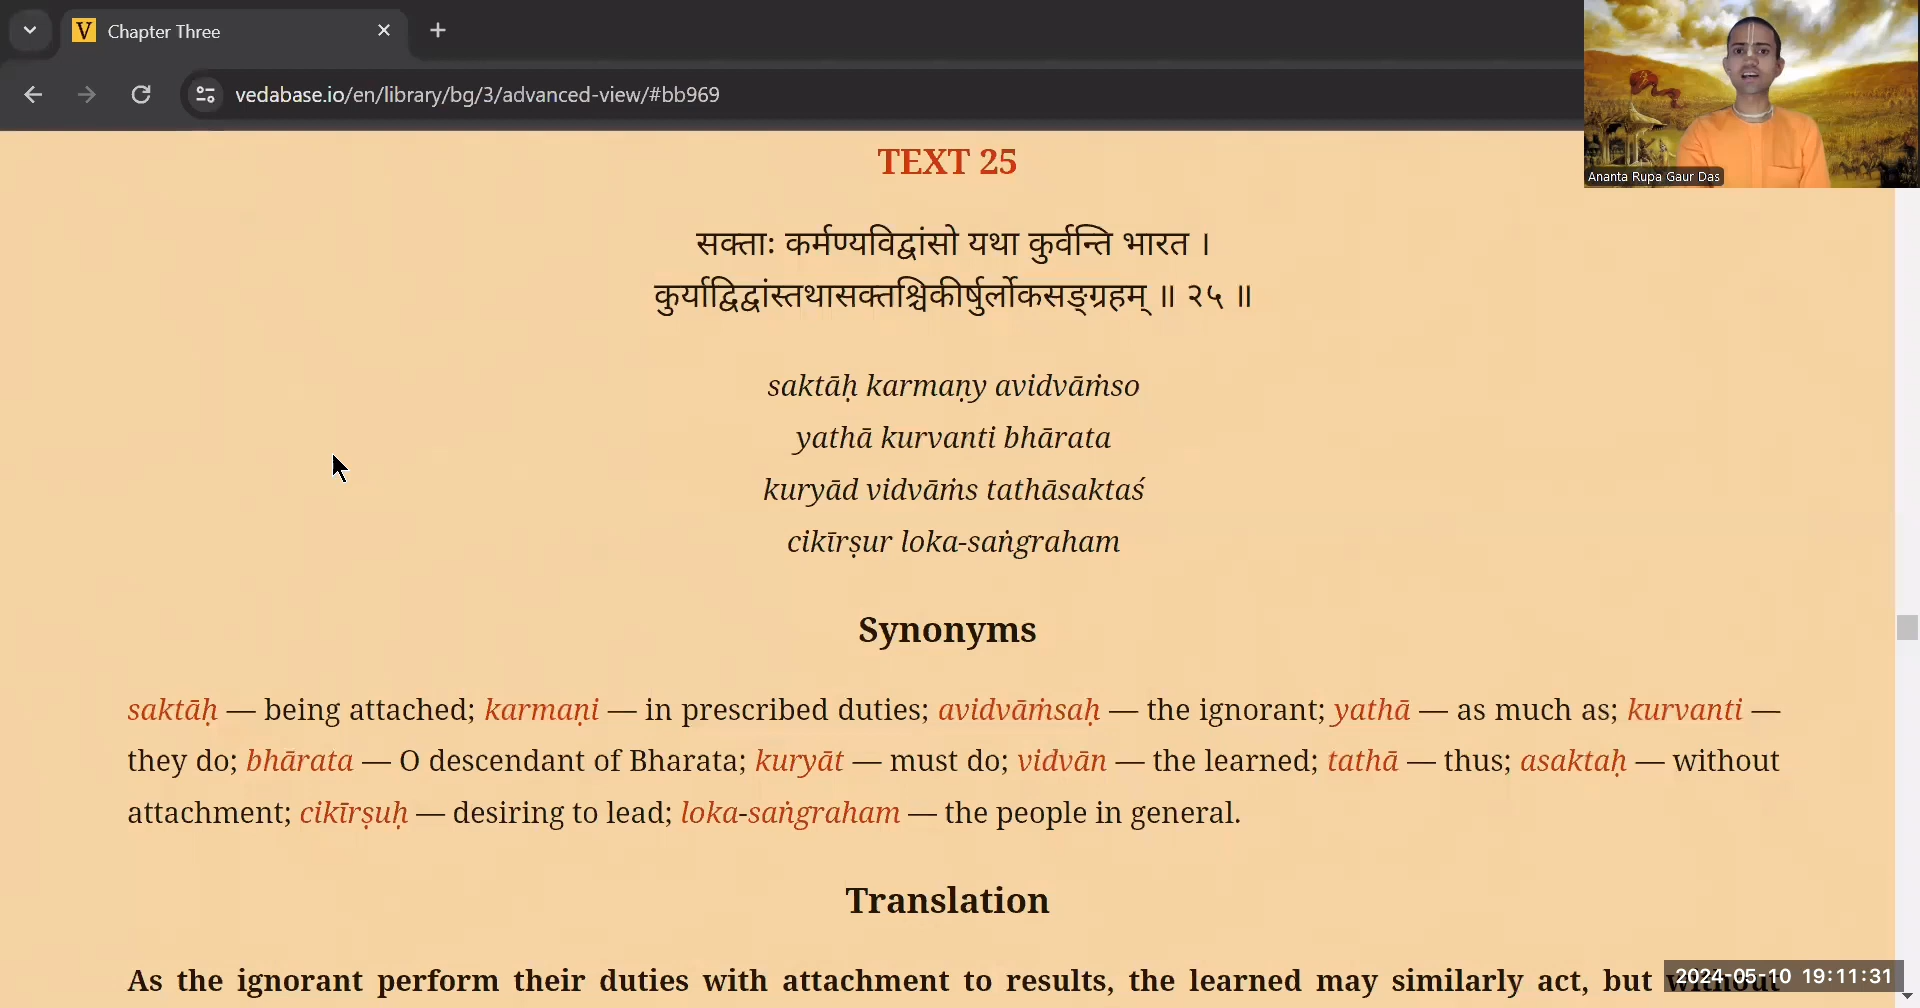 Chapter Three
vedabase.io/en/library/bg/3/advanced-view/#bb969
Ananta Rupa Gaur Das
TEXT 25
सक्ताः कर्मण्यविद्वांसो यथा कुर्वन्ति भारत ।
कुर्याद्विद्वांस्तथासक्तश्चिकीर्षुर्लोकसङ्ग्रहम् ॥ २५ ॥
saktāḥ karmaṇy avidvāṁso
yathā kurvanti bhārata
kuryād vidvāṁs tathāsaktaś
cikīrṣur loka-saṅgraham
Synonyms
saktāḥ — being attached; karmaṇi — in prescribed duties; avidvāṁsaḥ — the ignorant; yathā — as much as; kurvanti —
they do; bhārata — O descendant of Bharata; kuryāt — must do; vidvān — the learned; tathā — thus; asaktaḥ — without
attachment; cikīrṣuḥ — desiring to lead; loka-saṅgraham — the people in general.
Translation
As the ignorant perform their duties with attachment to results, the learned may similarly act, but without
2024-05-10 19:11:31